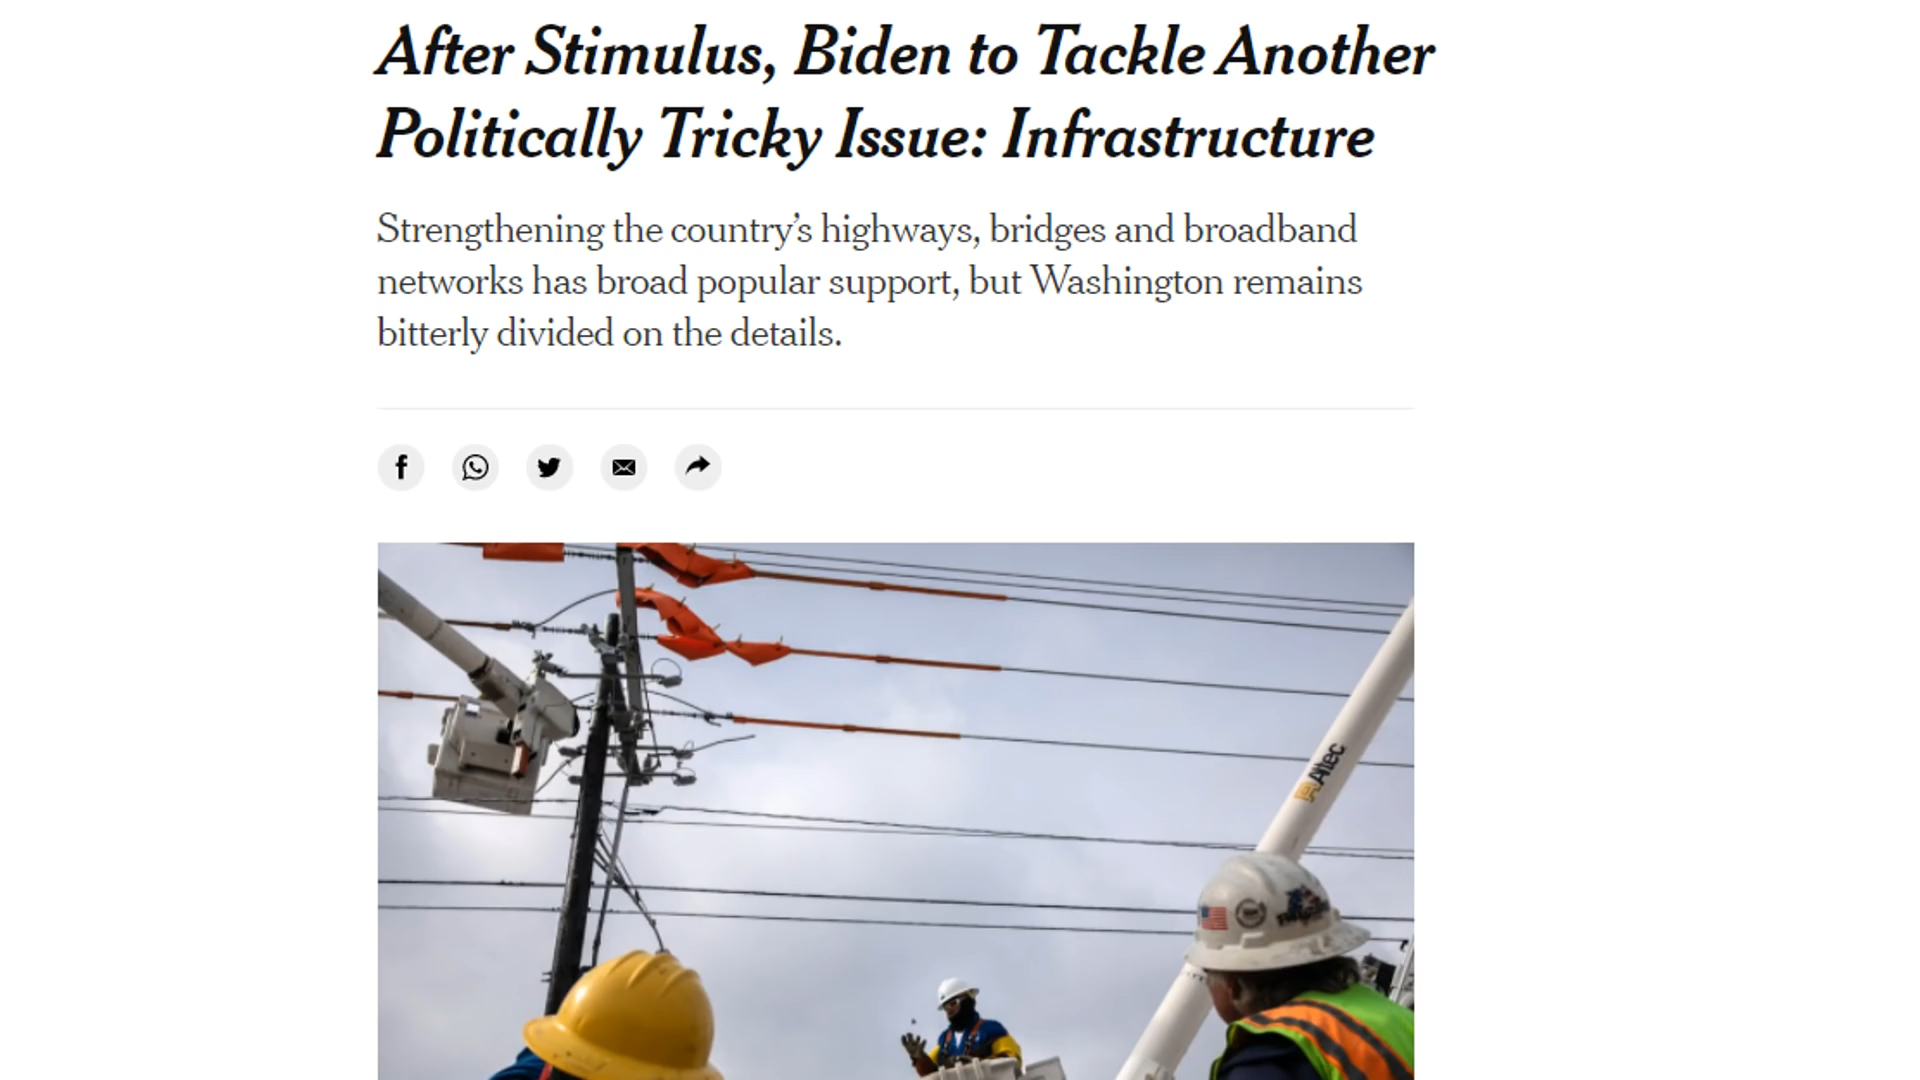 After Stimulus, Biden to Tackle Another
Politically Tricky Issue: Infrastructure
Strengthening the country’s highways, bridges and broadband
networks has broad popular support, but Washington remains
bitterly divided on the details.
Altec